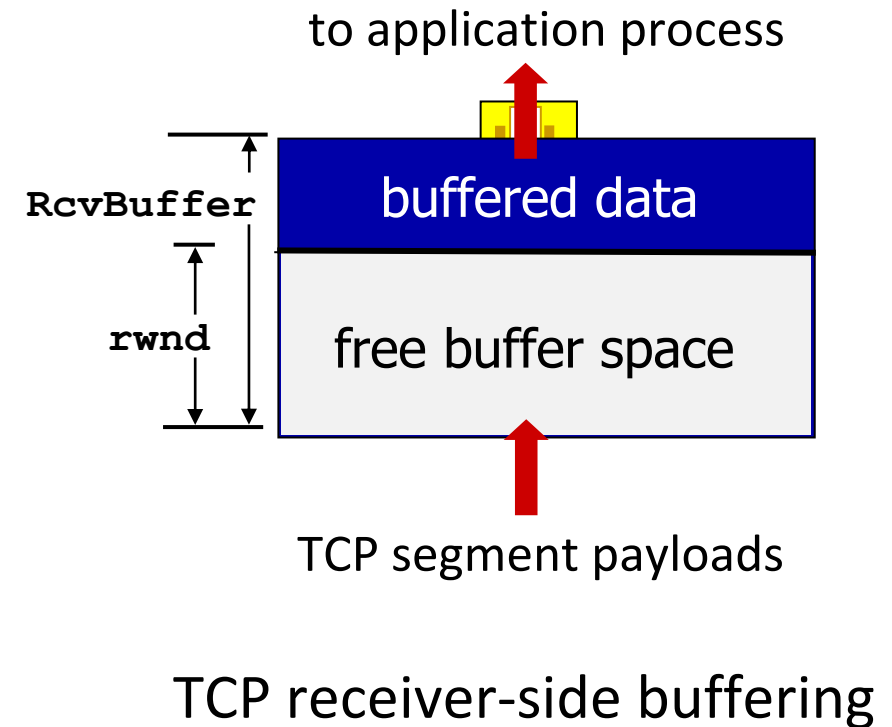 to application process
RcvBuffer
buffered data
rwnd
free buffer space
TCP segment payloads
TCP receiver-side buffering